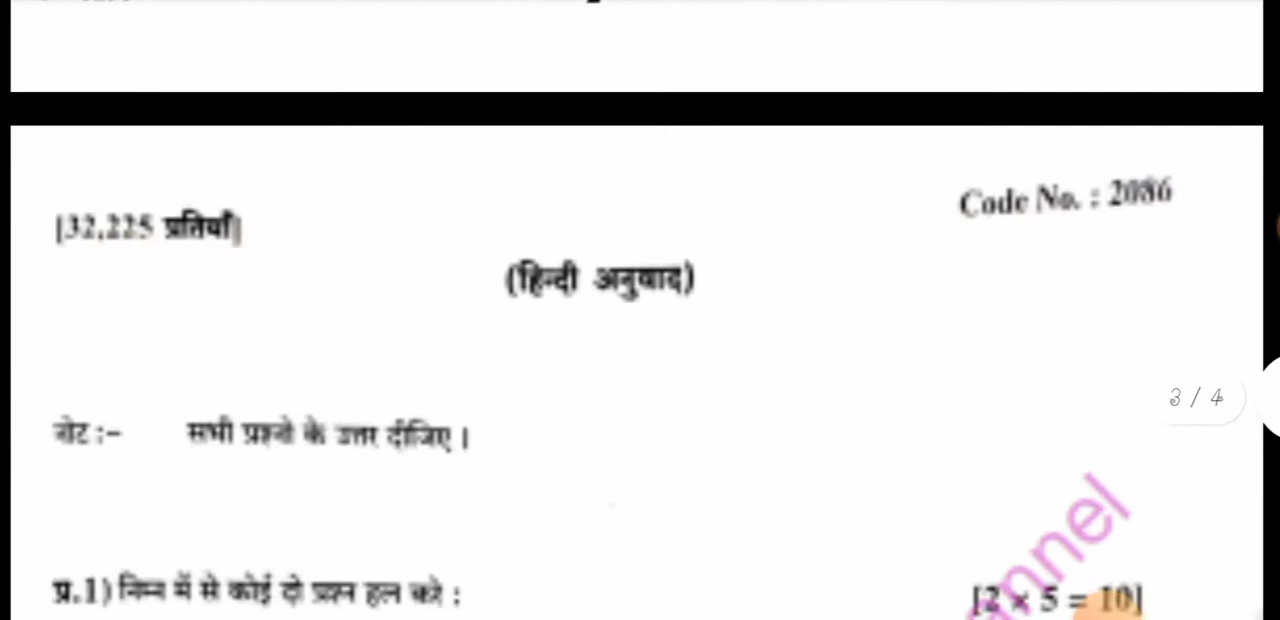 Code No. : 2086
[32,225 प्रतियाँ]
(हिन्दी अनुवाद)
3 / 4
नोट :- सभी प्रश्नो के उत्तर दीजिए ।
nnel
प्र.1) निम्न में से कोई दो प्रश्न हल करे : [2 × 5 = 10]